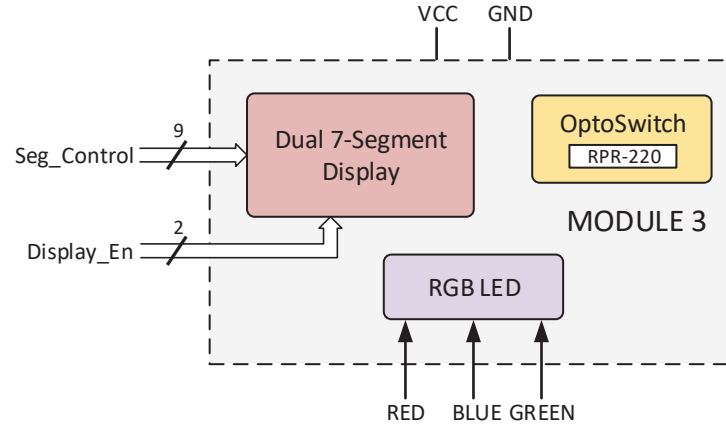 VCC GND
9
Seg_Control
Dual 7-Segment
Display
OptoSwitch
RPR-220
2
Display_En
MODULE 3
RGB LED
RED BLUE GREEN